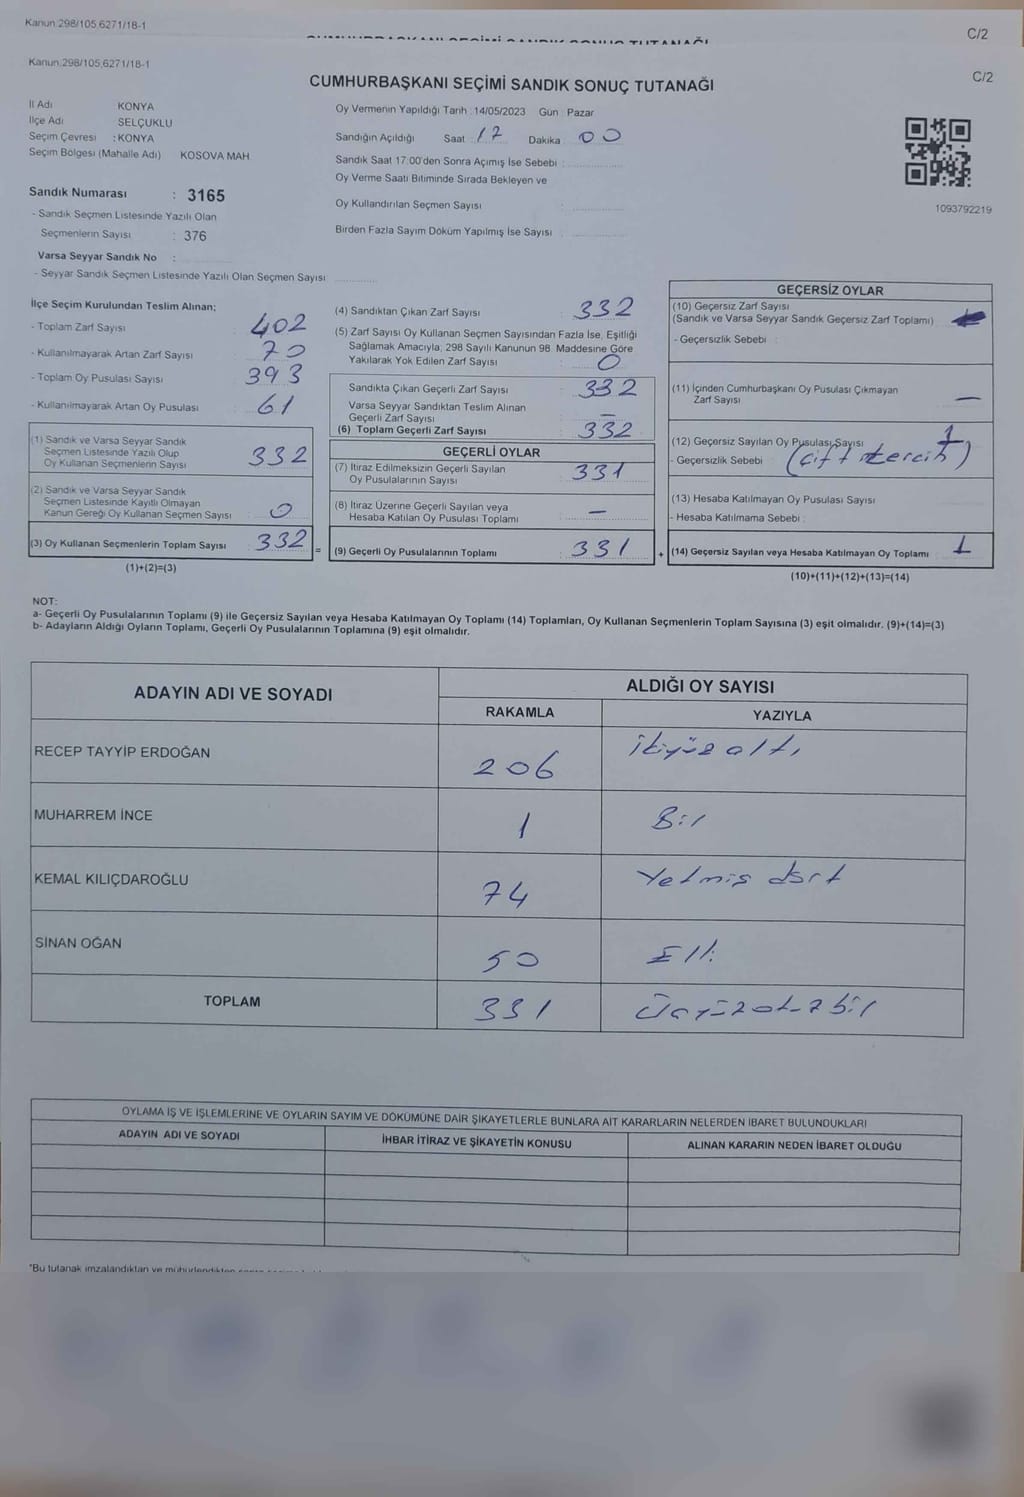 Kanun.298/105,6271/18-1
C/2
Kanun.298/105,6271/18-1
C/2
CUMHURBAŞKANI SEÇİMİ SANDIK SONUÇ TUTANAĞI
İl Adı KONYA
İlçe Adı SELÇUKLU
Seçim Çevresi : KONYA
Seçim Bölgesi (Mahalle Adı) KOSOVA MAH.
Sandık Numarası : 3165
- Sandık Seçmen Listesinde Yazılı Olan
Seçmenlerin Sayısı : 376
Varsa Seyyar Sandık No :
- Seyyar Sandık Seçmen Listesinde Yazılı Olan Seçmen Sayısı
Oy Vermenin Yapıldığı Tarih : 14/05/2023 Gün : Pazar
Sandığın Açıldığı Saat : 17 Dakika : 00
Sandık Saat 17:00'den Sonra Açımış İse Sebebi :
Oy Verme Saati Bitiminde Sırada Bekleyen ve
Oy Kullandırılan Seçmen Sayısı :
Birden Fazla Sayım Döküm Yapılmış İse Sayısı :
1093792219
İlçe Seçim Kurulundan Teslim Alınan;
- Toplam Zarf Sayısı : 402
- Kullanılmayarak Artan Zarf Sayısı : 70
- Toplam Oy Pusulası Sayısı : 393
- Kullanılmayarak Artan Oy Pusulası : 61
(1) Sandık ve Varsa Seyyar Sandık
Seçmen Listesinde Yazılı Olup
Oy Kullanan Seçmenlerin Sayısı 332
(2) Sandık ve Varsa Seyyar Sandık
Seçmen Listesinde Kayıtlı Olmayan
Kanun Gereği Oy Kullanan Seçmen Sayısı 0
(3) Oy Kullanan Seçmenlerin Toplam Sayısı 332 =
(1)+(2)=(3)
(4) Sandıktan Çıkan Zarf Sayısı : 332
(5) Zarf Sayısı Oy Kullanan Seçmen Sayısından Fazla İse, Eşitliği
Sağlamak Amacıyla, 298 Sayılı Kanunun 98. Maddesine Göre
Yakılarak Yok Edilen Zarf Sayısı : 0
Sandıkta Çıkan Geçerli Zarf Sayısı : 332
Varsa Seyyar Sandıktan Teslim Alınan
Geçerli Zarf Sayısı : —
(6) Toplam Geçerli Zarf Sayısı : 332
GEÇERLİ OYLAR
(7) İtiraz Edilmeksizin Geçerli Sayılan
Oy Pusulalarının Sayısı : 331
(8) İtiraz Üzerine Geçerli Sayılan veya
Hesaba Katılan Oy Pusulası Toplamı : —
(9) Geçerli Oy Pusulalarının Toplamı : 331 +
GEÇERSİZ OYLAR
(10) Geçersiz Zarf Sayısı
(Sandık ve Varsa Seyyar Sandık Geçersiz Zarf Toplamı) :
- Geçersizlik Sebebi :
(11) İçinden Cumhurbaşkanı Oy Pusulası Çıkmayan
Zarf Sayısı : —
(12) Geçersiz Sayılan Oy Pusulası Sayısı 1
- Geçersizlik Sebebi (çift tercih)
(13) Hesaba Katılmayan Oy Pusulası Sayısı :
- Hesaba Katılmama Sebebi :
(14) Geçersiz Sayılan veya Hesaba Katılmayan Oy Toplamı : 1
(10)+(11)+(12)+(13)=(14)
NOT:
a- Geçerli Oy Pusulalarının Toplamı (9) ile Geçersiz Sayılan veya Hesaba Katılmayan Oy Toplamı (14) Toplamları, Oy Kullanan Seçmenlerin Toplam Sayısına (3) eşit olmalıdır. (9)+(14)=(3)
b- Adayların Aldığı Oyların Toplamı, Geçerli Oy Pusulalarının Toplamına (9) eşit olmalıdır.
ADAYIN ADI VE SOYADI
ALDIĞI OY SAYISI
RAKAMLA YAZIYLA
RECEP TAYYİP ERDOĞAN 206 ikiyüz altı
MUHARREM İNCE 1 Bir
KEMAL KILIÇDAROĞLU 74 Yetmiş dört
SİNAN OĞAN 50 Elli
TOPLAM 331 Üçyüzotuzbir
OYLAMA İŞ VE İŞLEMLERİNE VE OYLARIN SAYIM VE DÖKÜMÜNE DAİR ŞİKAYETLERLE BUNLARA AİT KARARLARIN NELERDEN İBARET BULUNDUKLARI
ADAYIN ADI VE SOYADI İHBAR İTİRAZ VE ŞİKAYETİN KONUSU ALINAN KARARIN NEDEN İBARET OLDUĞU
*Bu tutanak imzalandıktan ve mühürlendikten